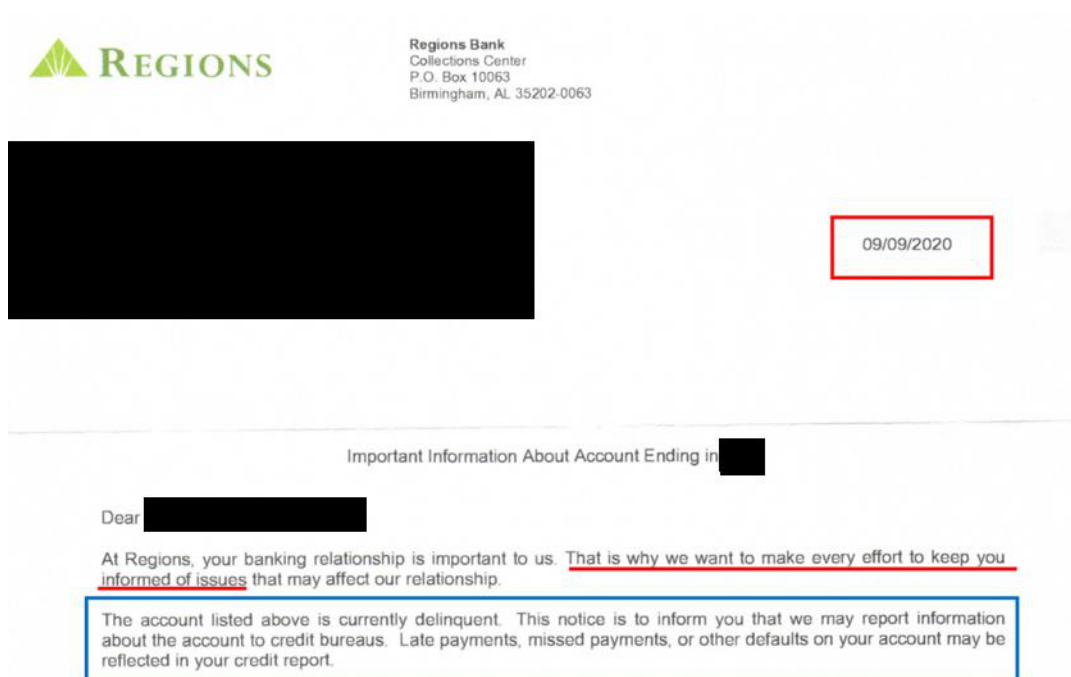 REGIONS
Regions Bank
Collections Center
P.O. Box 10063
Birmingham, AL 35202-0063
09/09/2020
Important Information About Account Ending in
Dear
At Regions, your banking relationship is important to us. That is why we want to make every effort to keep you
informed of issues that may affect our relationship.
The account listed above is currently delinquent. This notice is to inform you that we may report information
about the account to credit bureaus. Late payments, missed payments, or other defaults on your account may be
reflected in your credit report.